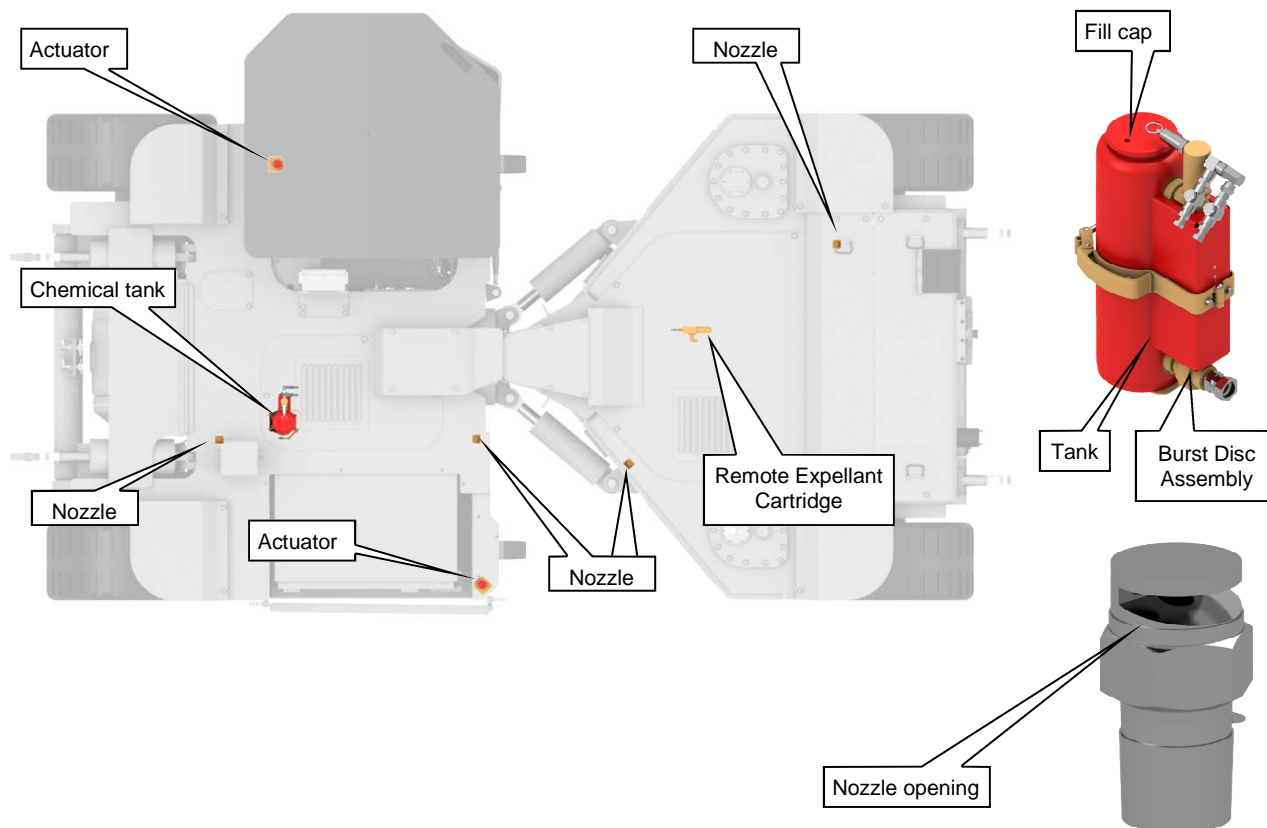 Actuator
Nozzle
Fill cap
Chemical tank
Tank
Burst Disc
Assembly
Remote Expellant
Cartridge
Nozzle
Actuator
Nozzle
Nozzle opening